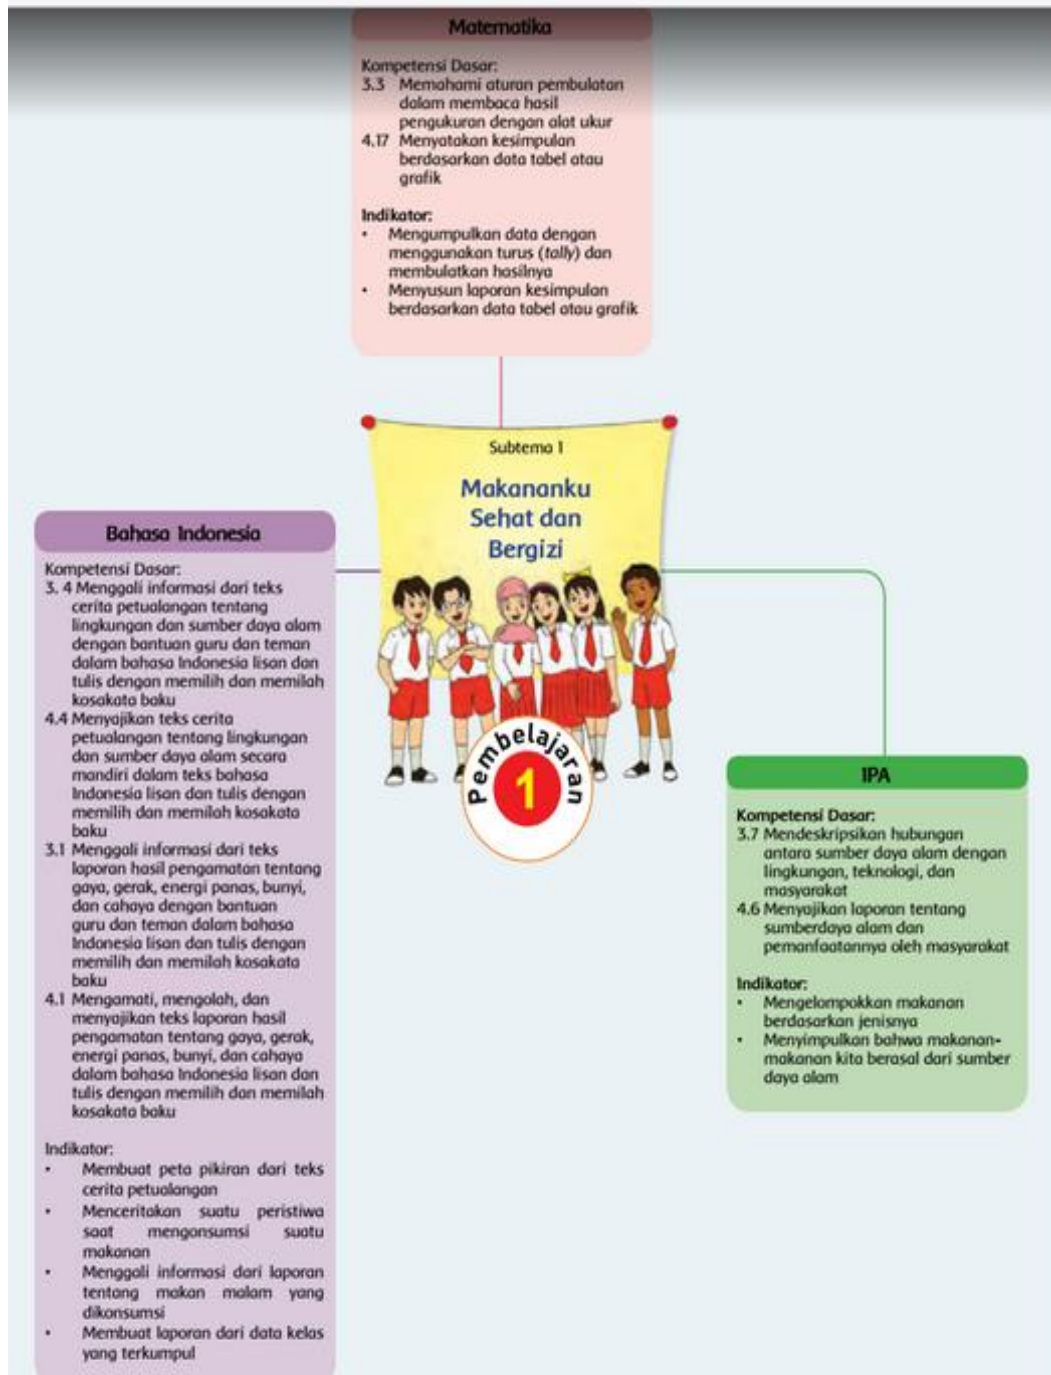 Matematika
Kompetensi Dasar:
3.3 Memahami aturan pembulatan
dalam membaca hasil
pengukuran dengan alat ukur
4.17 Menyatakan kesimpulan
berdasarkan data tabel atau
grafik
Indikator:
• Mengumpulkan data dengan
menggunakan turus (tally) dan
membulatkan hasilnya
• Menyusun laporan kesimpulan
berdasarkan data tabel atau grafik
Subtema 1
Makananku
Sehat dan
Bergizi
Pembelajaran
1
Bahasa Indonesia
Kompetensi Dasar:
3. 4 Menggali informasi dari teks
cerita petualangan tentang
lingkungan dan sumber daya alam
dengan bantuan guru dan teman
dalam bahasa Indonesia lisan dan
tulis dengan memilih dan memilah
kosakata baku
4.4 Menyajikan teks cerita
petualangan tentang lingkungan
dan sumber daya alam secara
mandiri dalam teks bahasa
Indonesia lisan dan tulis dengan
memilih dan memilah kosakata
baku
3.1 Menggali informasi dari teks
laporan hasil pengamatan tentang
gaya, gerak, energi panas, bunyi,
dan cahaya dengan bantuan
guru dan teman dalam bahasa
Indonesia lisan dan tulis dengan
memilih dan memilah kosakata
baku
4.1 Mengamati, mengolah, dan
menyajikan teks laporan hasil
pengamatan tentang gaya, gerak,
energi panas, bunyi, dan cahaya
dalam bahasa Indonesia lisan dan
tulis dengan memilih dan memilah
kosakata baku
Indikator:
• Membuat peta pikiran dari teks
cerita petualangan
• Menceritakan suatu peristiwa
saat mengonsumsi suatu
makanan
• Menggali informasi dari laporan
tentang makan malam yang
dikonsumsi
• Membuat laporan dari data kelas
yang terkumpul
IPA
Kompetensi Dasar:
3.7 Mendeskripsikan hubungan
antara sumber daya alam dengan
lingkungan, teknologi, dan
masyarakat
4.6 Menyajikan laporan tentang
sumberdaya alam dan
pemanfaatannya oleh masyarakat
Indikator:
• Mengelompokkan makanan
berdasarkan jenisnya
• Menyimpulkan bahwa makanan-
makanan kita berasal dari sumber
daya alam